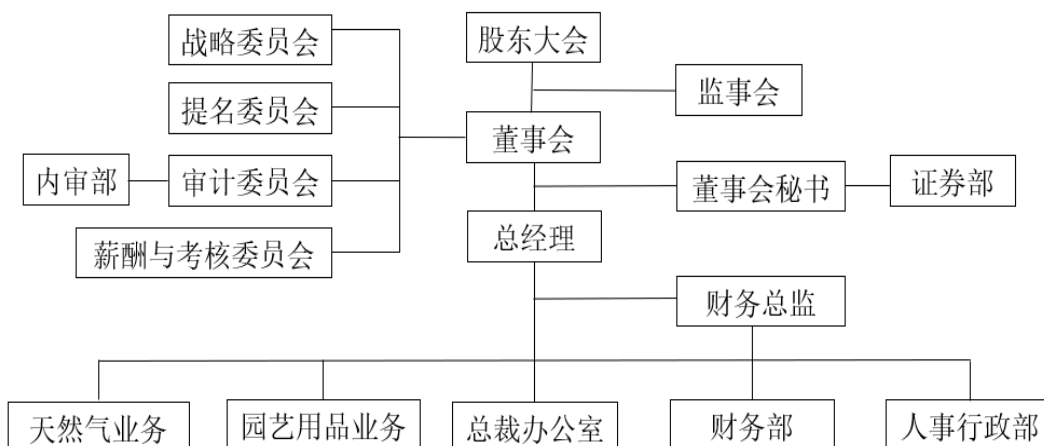 战略委员会
股东大会
监事会
提名委员会
董事会
内审部
审计委员会
董事会秘书
证券部
总经理
薪酬与考核委员会
财务总监
天然气业务
园艺用品业务
总裁办公室
财务部
人事行政部